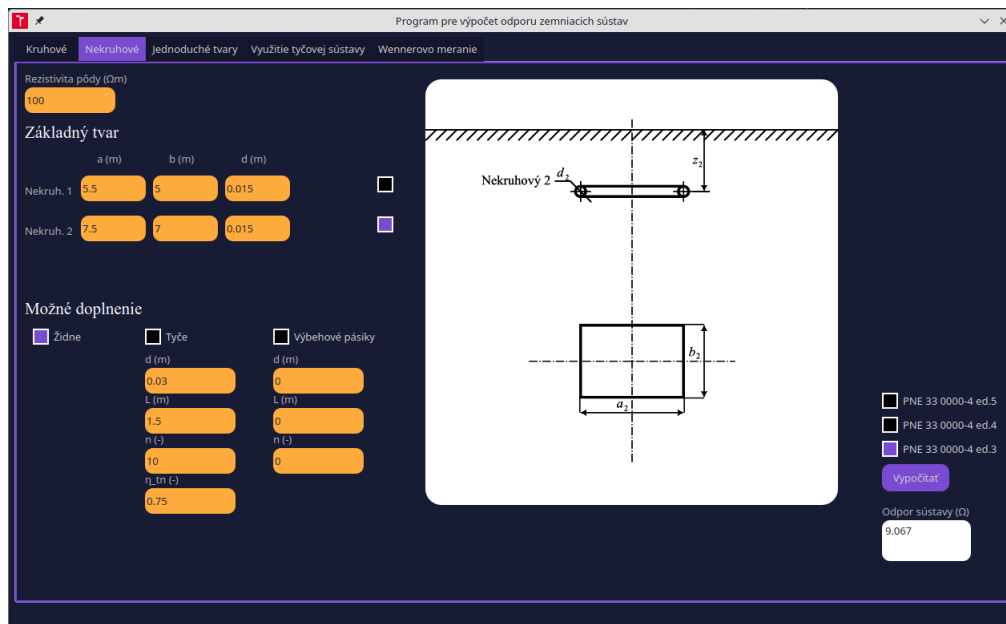 Program pre výpočet odporu zemniacich sústav
Kruhové Nekruhové Jednoduché tvary Využitie tyčovej sústavy Wennerovo meranie
Rezistivita pôdy (Ωm)
100
Základný tvar
a (m) b (m) d (m)
Nekruh. 1 5.5 5 0.015
Nekruh. 2 7.5 7 0.015
Možné doplnenie
Židne Tyče Výbehové pásiky
d (m) d (m)
0.03 0
L (m) L (m)
1.5 0
n (-) n (-)
10 0
η_tn (-)
0.75
z₂
Nekruhový 2 d₂
b₂
a₂
PNE 33 0000-4 ed.5
PNE 33 0000-4 ed.4
PNE 33 0000-4 ed.3
Vypočítať
Odpor sústavy (Ω)
9.067